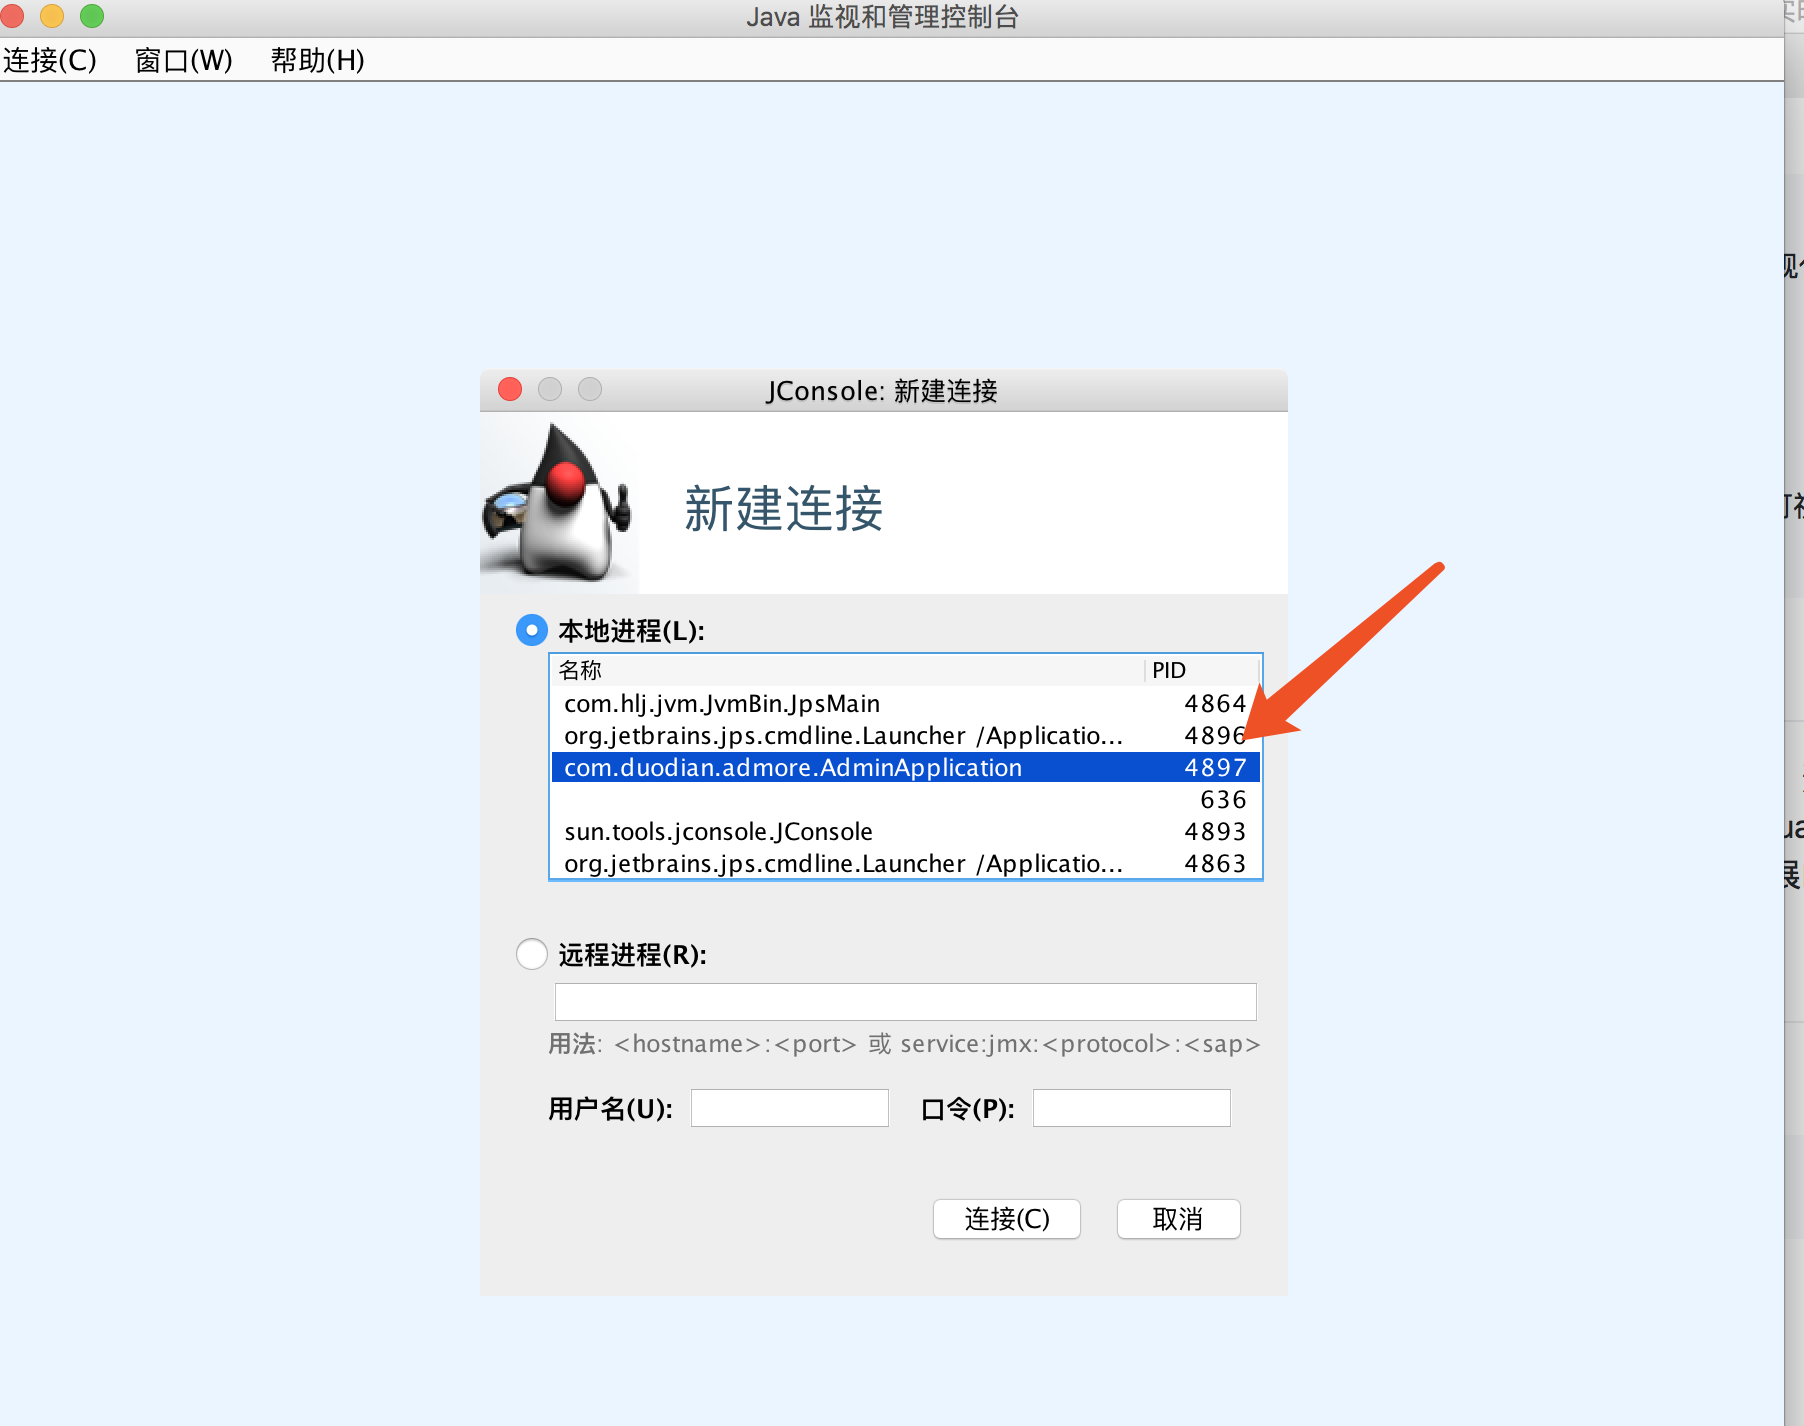 Java 监视和管理控制台
连接(C) 窗口(W) 帮助(H)
JConsole: 新建连接
新建连接
本地进程(L):
名称 PID
com.hlj.jvm.JvmBin.JpsMain 4864
org.jetbrains.jps.cmdline.Launcher /Applicatio... 4896
com.duodian.admore.AdminApplication 4897
636
sun.tools.jconsole.JConsole 4893
org.jetbrains.jps.cmdline.Launcher /Applicatio... 4863
远程进程(R):
用法: <hostname>:<port> 或 service:jmx:<protocol>:<sap>
用户名(U): 口令(P):
连接(C) 取消